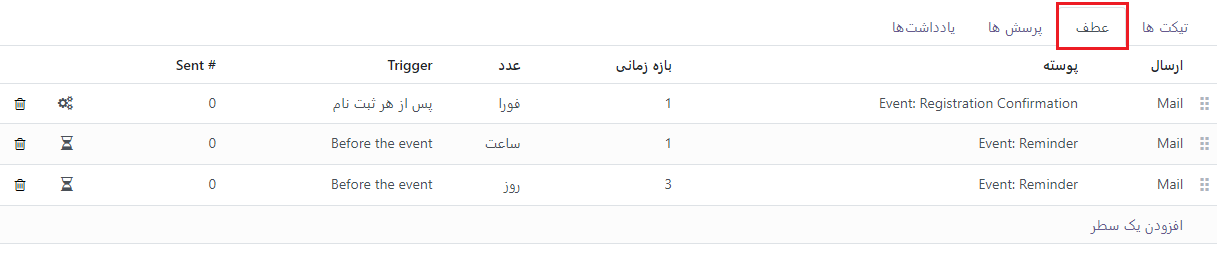 تیکت ها عطف پرسش ها یادداشت‌ها
ارسال پوسته بازه زمانی عدد Trigger Sent #
Mail Event: Registration Confirmation 1 فورا پس از هر ثبت نام 0
Mail Event: Reminder 1 ساعت Before the event 0
Mail Event: Reminder 3 روز Before the event 0
افزودن یک سطر